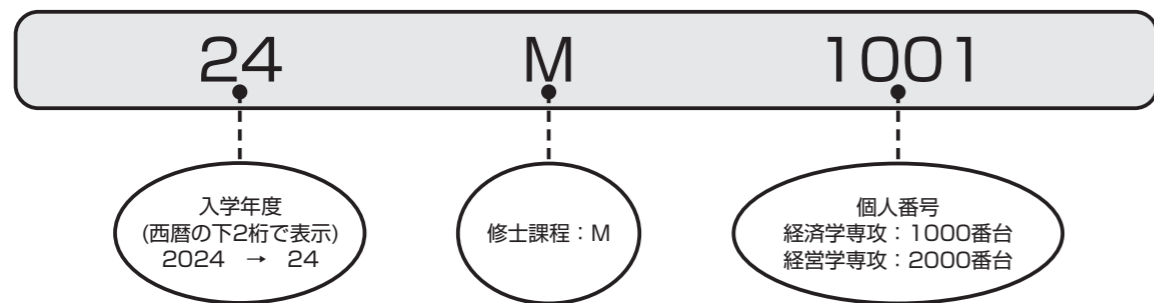 24 M 1001
入学年度
(西暦の下2桁で表示)
2024 → 24
修士課程：M
個人番号
経済学専攻：1000番台
経営学専攻：2000番台